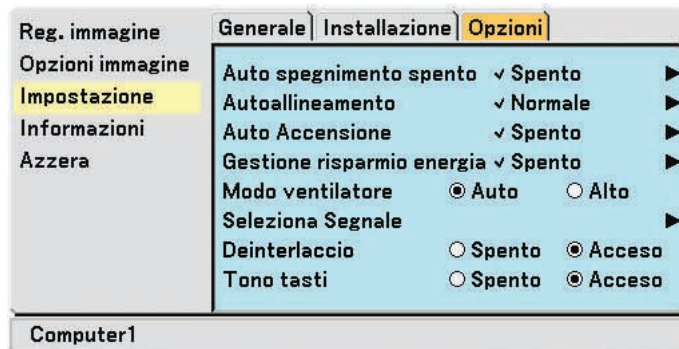 Reg. immagine
Opzioni immagine
Impostazione
Informazioni
Azzera
Generale Installazione Opzioni
Auto spegnimento spento ✓ Spento ▶
Autoallineamento ✓ Normale ▶
Auto Accensione ✓ Spento ▶
Gestione risparmio energia ✓ Spento ▶
Modo ventilatore ◉ Auto ○ Alto
Seleziona Segnale ▶
Deinterlaccio ○ Spento ◉ Acceso
Tono tasti ○ Spento ◉ Acceso
Computer1